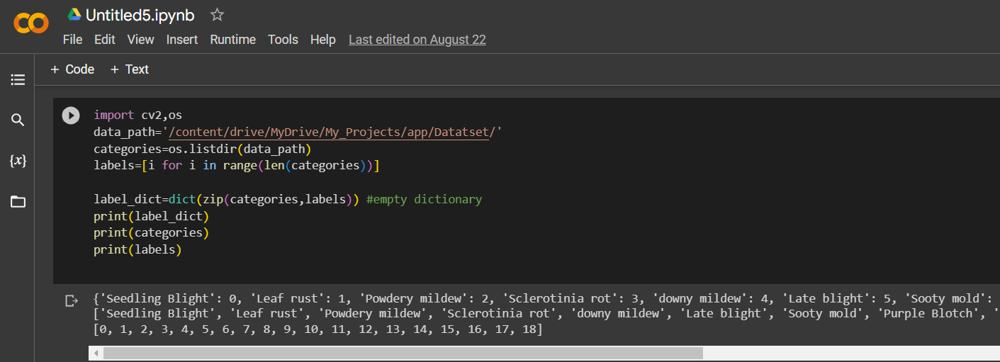 Untitled5.ipynb
File Edit View Insert Runtime Tools Help Last edited on August 22
+ Code + Text
import cv2,os
data_path='/content/drive/MyDrive/My_Projects/app/Datatset/'
categories=os.listdir(data_path)
labels=[i for i in range(len(categories))]
label_dict=dict(zip(categories,labels)) #empty dictionary
print(label_dict)
print(categories)
print(labels)
{'Seedling Blight': 0, 'Leaf rust': 1, 'Powdery mildew': 2, 'Sclerotinia rot': 3, 'downy mildew': 4, 'Late blight': 5, 'Sooty mold':
['Seedling Blight', 'Leaf rust', 'Powdery mildew', 'Sclerotinia rot', 'downy mildew', 'Late blight', 'Sooty mold', 'Purple Blotch', '
[0, 1, 2, 3, 4, 5, 6, 7, 8, 9, 10, 11, 12, 13, 14, 15, 16, 17, 18]
{x}